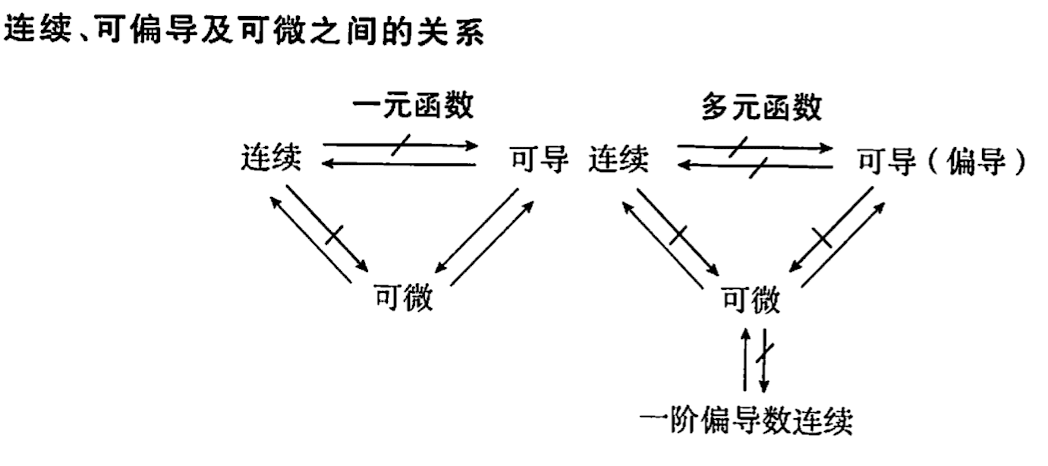 连续、可偏导及可微之间的关系
一元函数 多元函数
连续 可导 连续 可导(偏导)
可微 可微
一阶偏导数连续